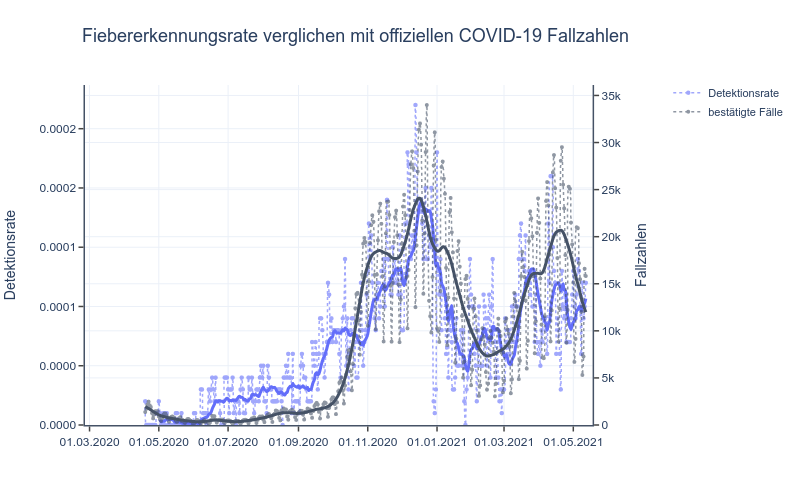 Fiebererkennungsrate verglichen mit offiziellen COVID-19 Fallzahlen
Detektionsrate
bestätigte Fälle
Detektionsrate
0.0002
0.0002
0.0001
0.0001
0.0000
0.0000
35k
30k
25k
20k
15k
10k
5k
0
Fallzahlen
01.03.2020 01.05.2020 01.07.2020 01.09.2020 01.11.2020 01.01.2021 01.03.2021 01.05.2021